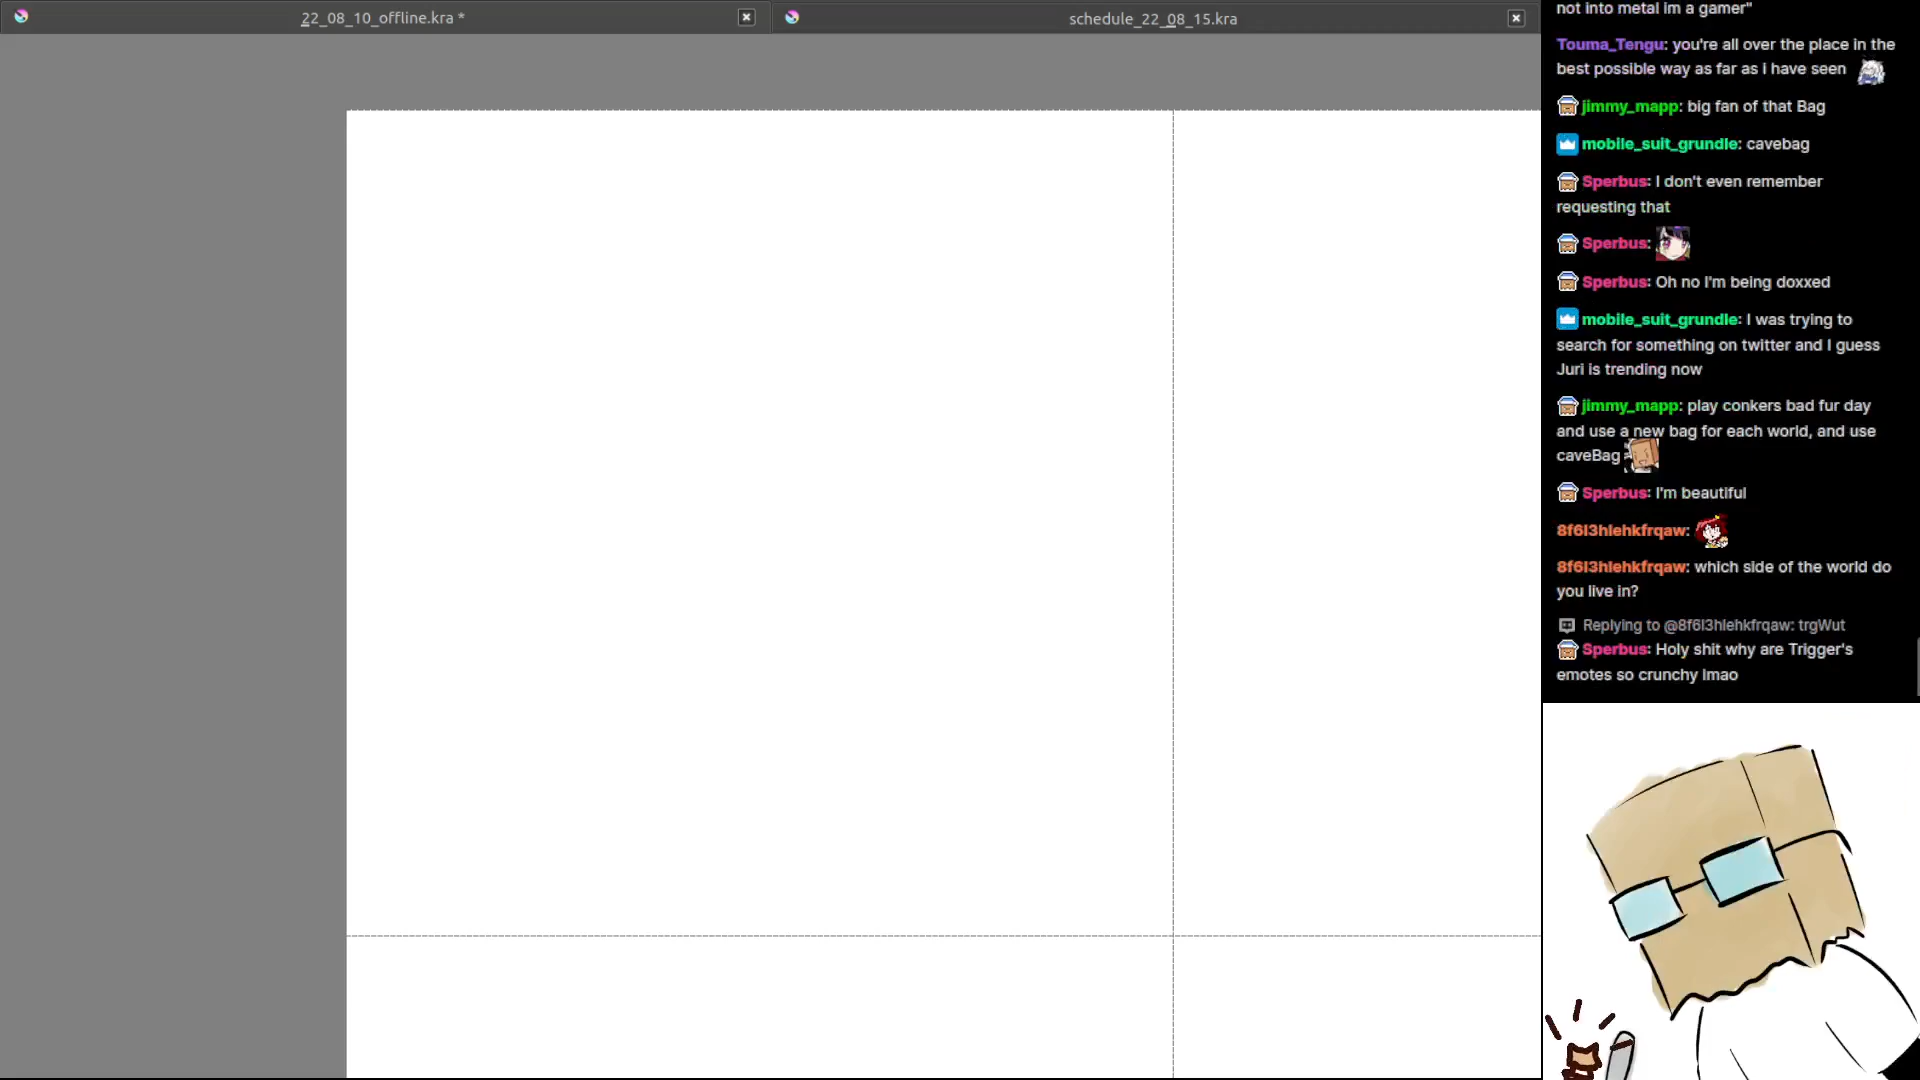 22_08_10_offline.kra *
schedule_22_08_15.kra
not into metal im a gamer"
Touma_Tengu: you're all over the place in the
best possible way as far as i have seen
jimmy_mapp: big fan of that Bag
mobile_suit_grundle: cavebag
Sperbus: I don't even remember
requesting that
Sperbus:
Sperbus: Oh no I'm being doxxed
mobile_suit_grundle: I was trying to
search for something on twitter and I guess
Juri is trending now
jimmy_mapp: play conkers bad fur day
and use a new bag for each world, and use
caveBag
Sperbus: I'm beautiful
8f6l3hlehkfrqaw:
8f6l3hlehkfrqaw: which side of the world do
you live in?
Replying to @8f6l3hlehkfrqaw: trgWut
Sperbus: Holy shit why are Trigger's
emotes so crunchy lmao